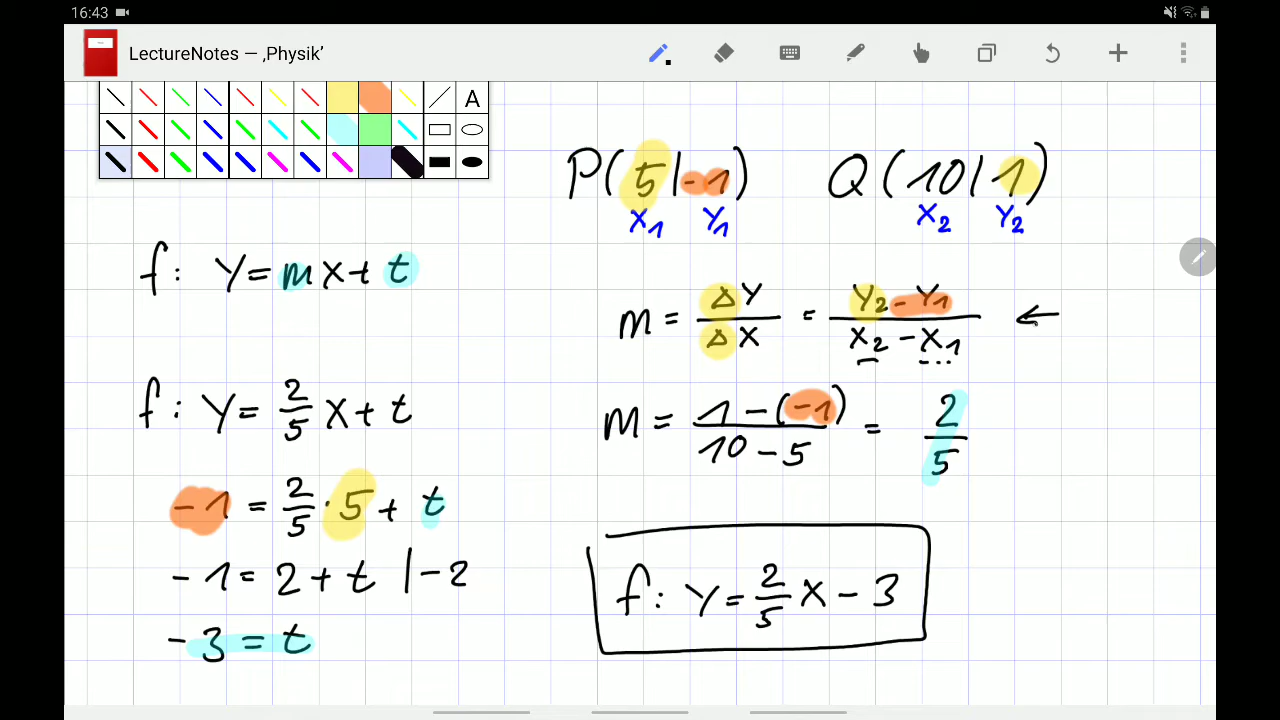 16:43
LectureNotes — ‚Physik’
A
P(5|-1) Q(10|1)
x₁ y₁ x₂ y₂
f: y=mx+t
m = Δy/Δx = (y₂-y₁)/(x₂-x₁) ←
f: y= 2/5 x+t
m = (1-(-1))/(10-5) = 2/5
-1 = 2/5 · 5 + t
-1 = 2 + t |-2
-3 = t
f: y= 2/5 x - 3